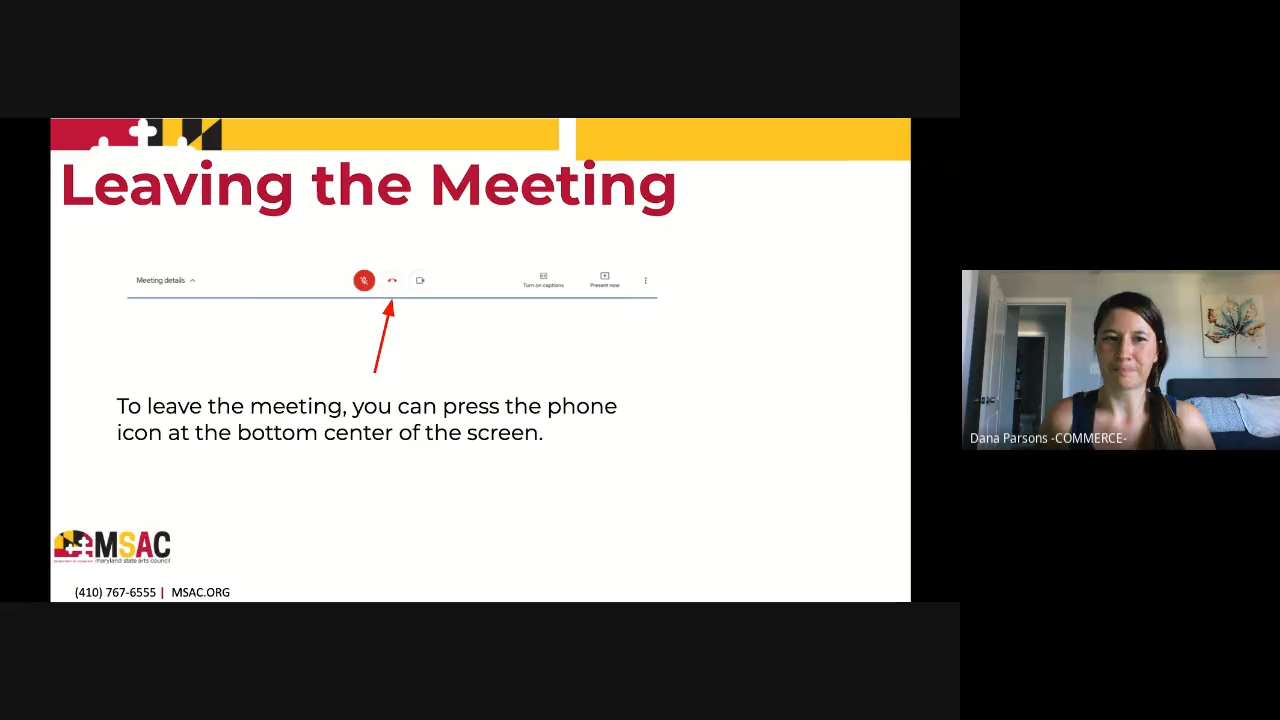 Leaving the Meeting
Meeting details
Turn on captions
Present now
To leave the meeting, you can press the phone
icon at the bottom center of the screen.
MSAC
maryland state arts council
(410) 767-6555 | MSAC.ORG
Dana Parsons -COMMERCE-